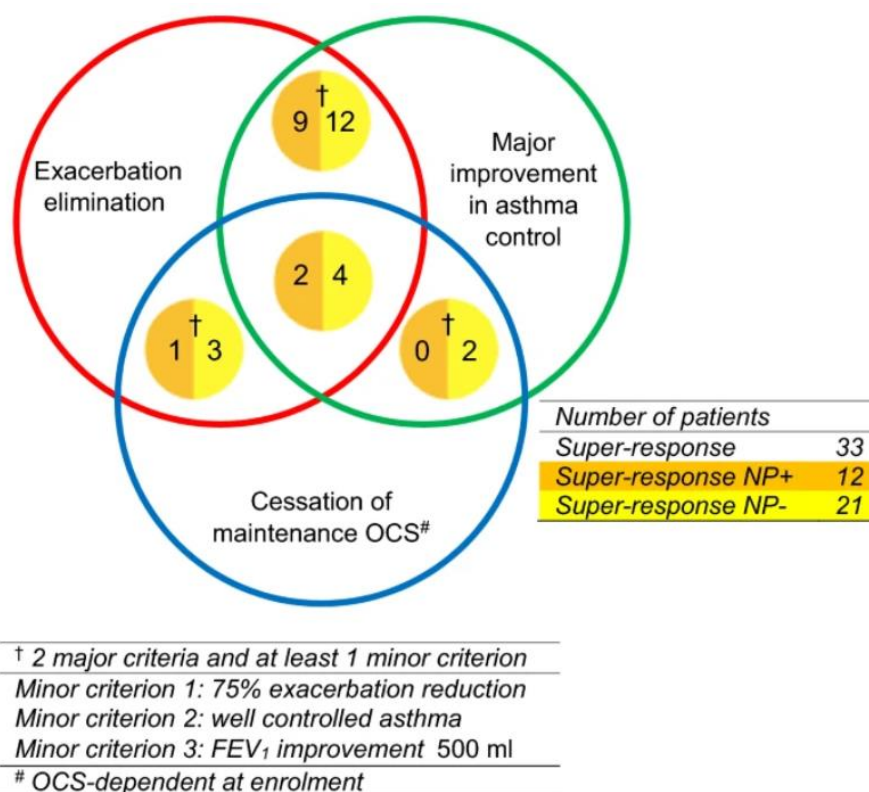 †
9 12
Exacerbation
elimination
Major
improvement
in asthma
control
2 4
†
1 3
†
0 2
Cessation of
maintenance OCS#
Number of patients
Super-response 33
Super-response NP+ 12
Super-response NP- 21
† 2 major criteria and at least 1 minor criterion
Minor criterion 1: 75% exacerbation reduction
Minor criterion 2: well controlled asthma
Minor criterion 3: FEV₁ improvement 500 ml
# OCS-dependent at enrolment